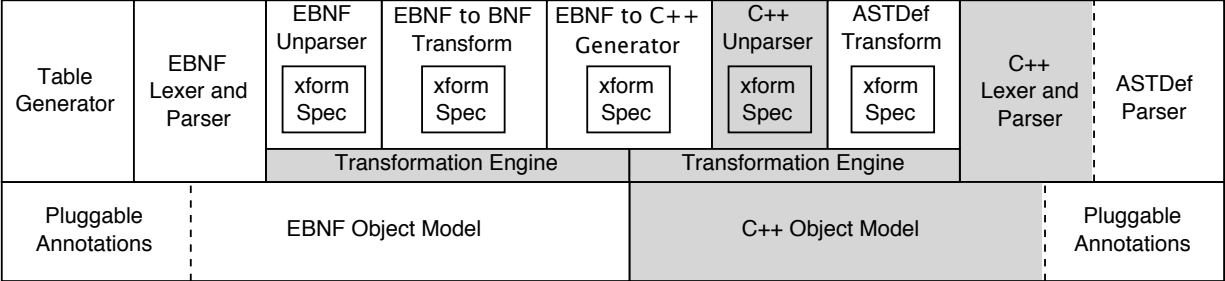 Table
Generator
EBNF
Lexer and
Parser
EBNF
Unparser
xform
Spec
EBNF to BNF
Transform
xform
Spec
EBNF to C++
Generator
xform
Spec
C++
Unparser
xform
Spec
ASTDef
Transform
xform
Spec
C++
Lexer and
Parser
ASTDef
Parser
Transformation Engine
Transformation Engine
Pluggable
Annotations
EBNF Object Model
C++ Object Model
Pluggable
Annotations